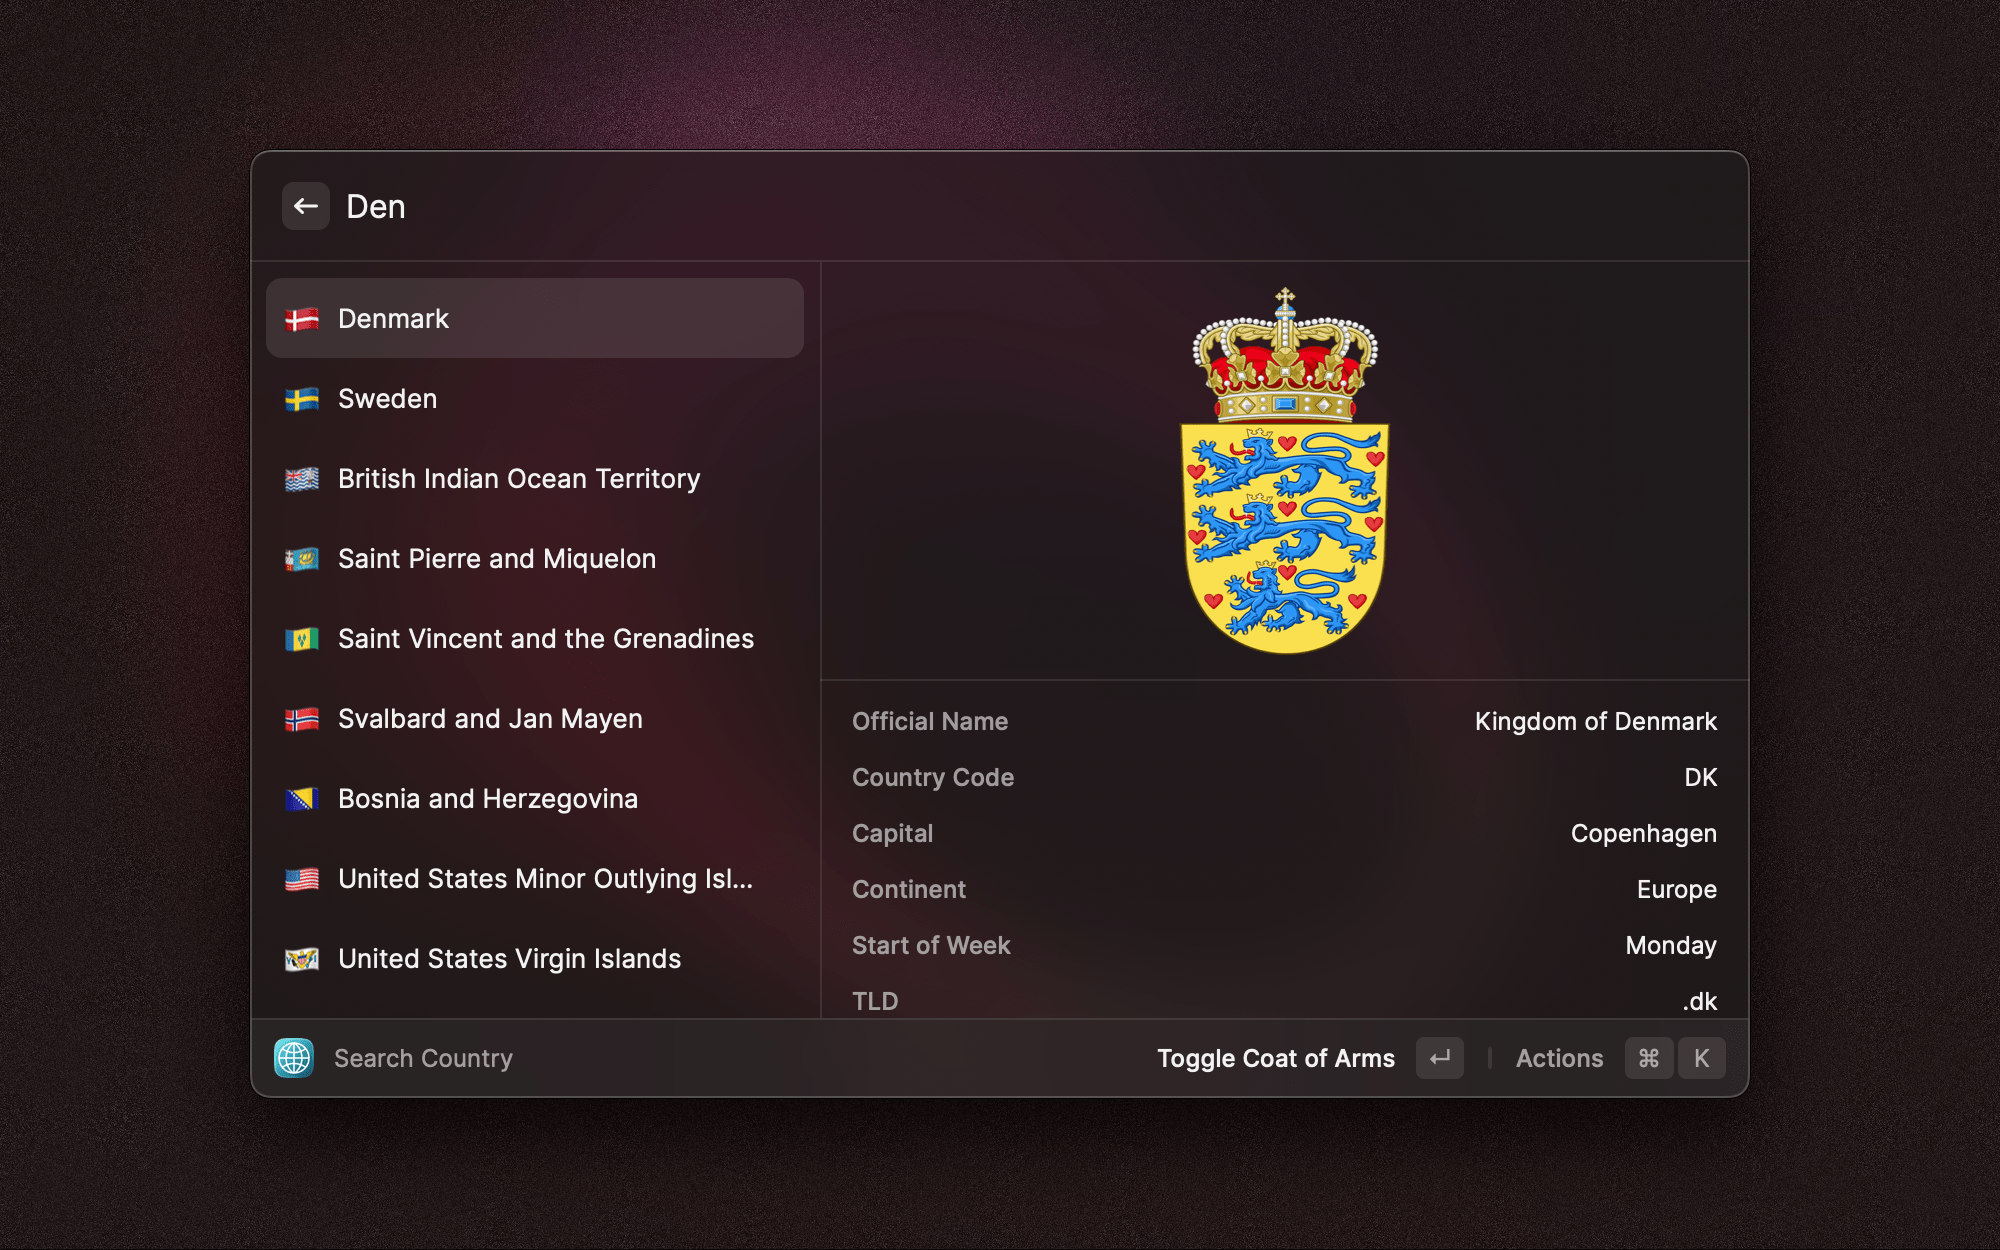 Den
Denmark
Sweden
British Indian Ocean Territory
Saint Pierre and Miquelon
Saint Vincent and the Grenadines
Svalbard and Jan Mayen
Bosnia and Herzegovina
United States Minor Outlying Isl...
United States Virgin Islands
Official Name Kingdom of Denmark
Country Code DK
Capital Copenhagen
Continent Europe
Start of Week Monday
TLD .dk
Search Country Toggle Coat of Arms ↵ Actions ⌘ K